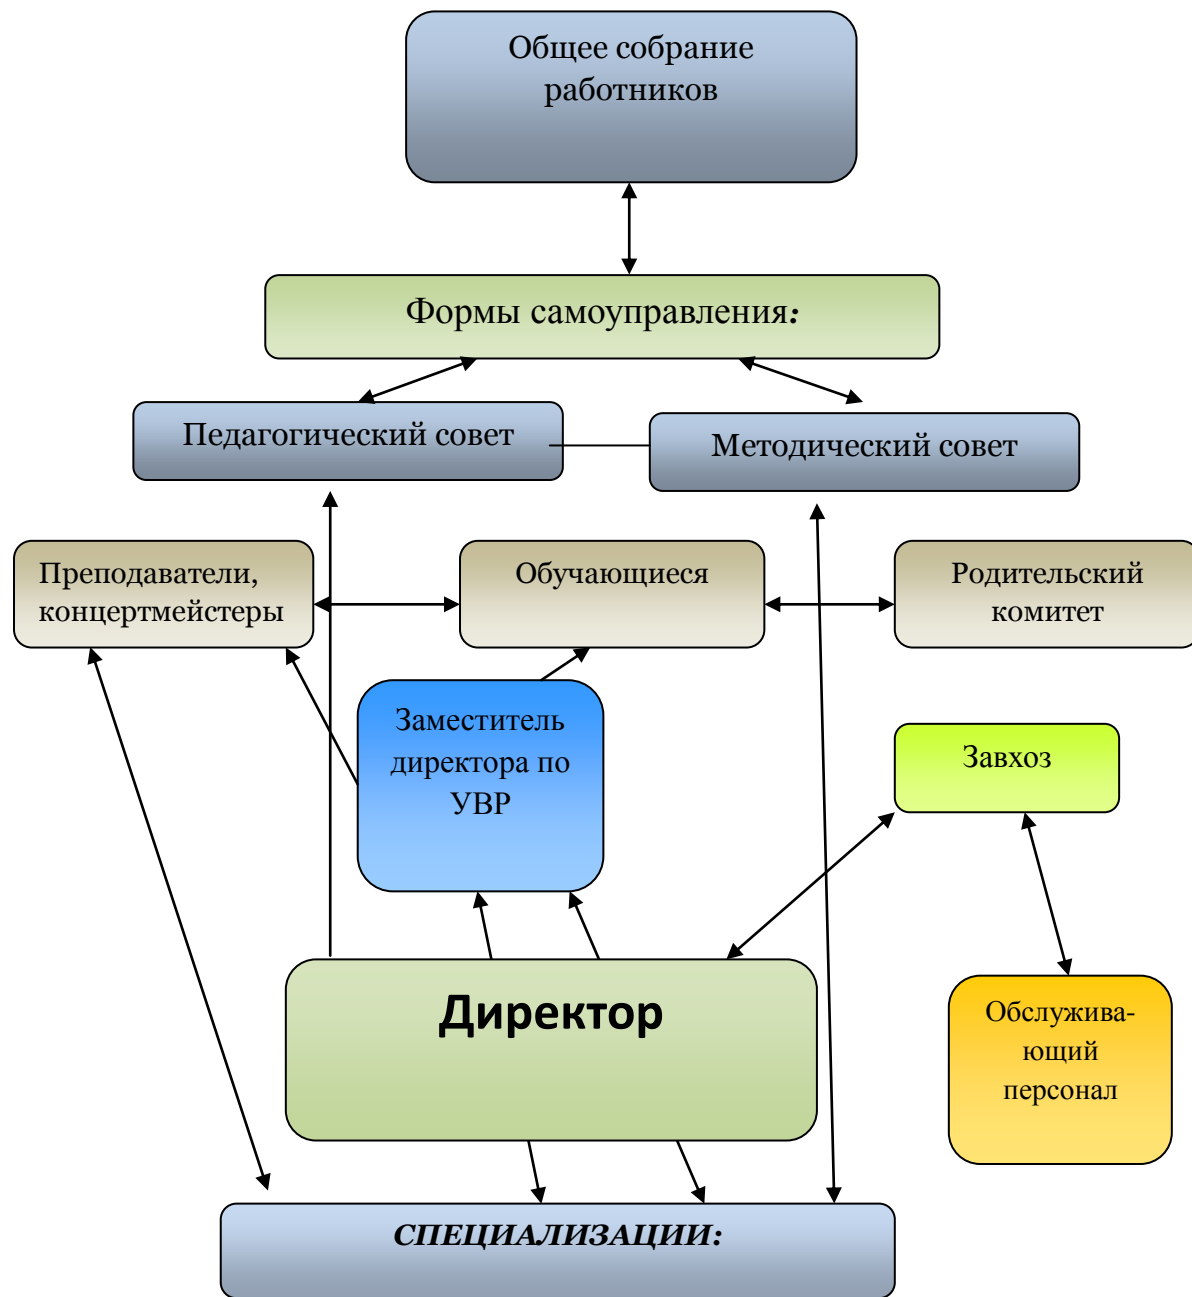 Общее собрание
работников
Формы самоуправления:
Педагогический совет
Методический совет
Преподаватели,
концертмейстеры
Обучающиеся
Родительский
комитет
Заместитель
директора по
УВР
Завхоз
Директор
Обслужива-
ющий
персонал
СПЕЦИАЛИЗАЦИИ: